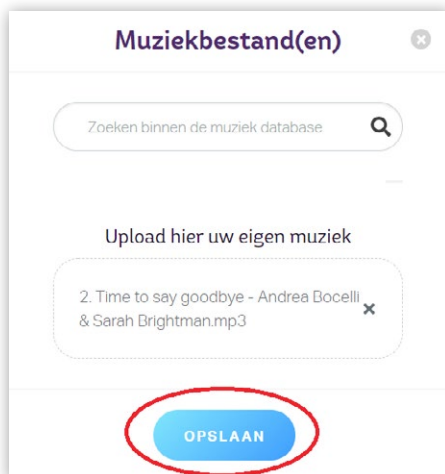 Muziekbestand(en)
Zoeken binnen de muziek database
Upload hier uw eigen muziek
2. Time to say goodbye - Andrea Bocelli
& Sarah Brightman.mp3
OPSLAAN